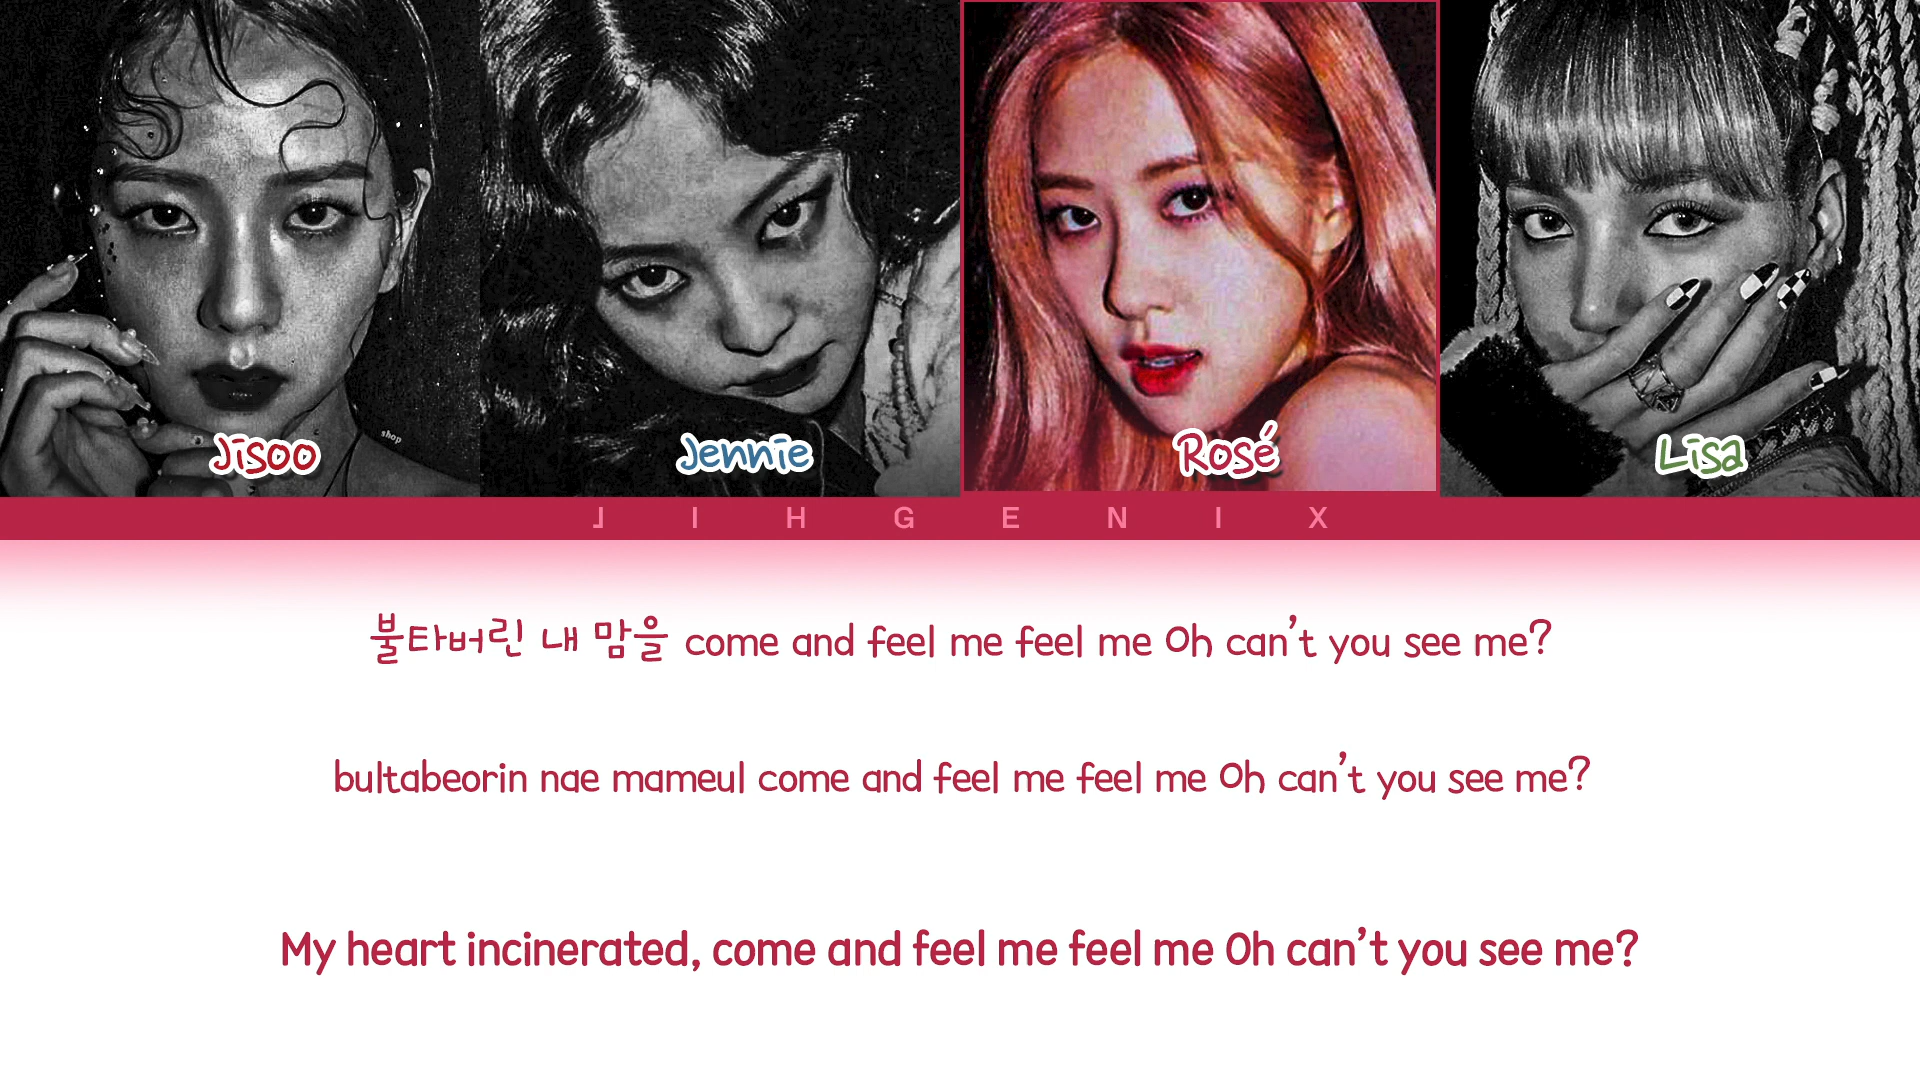 shop
Jisoo
Jennie
Rosé
Lisa
JIHGENIX
불타버린 내 맘을 come and feel me feel me Oh can't you see me?
bultabeorin nae mameul come and feel me feel me Oh can't you see me?
My heart incinerated, come and feel me feel me Oh can't you see me?